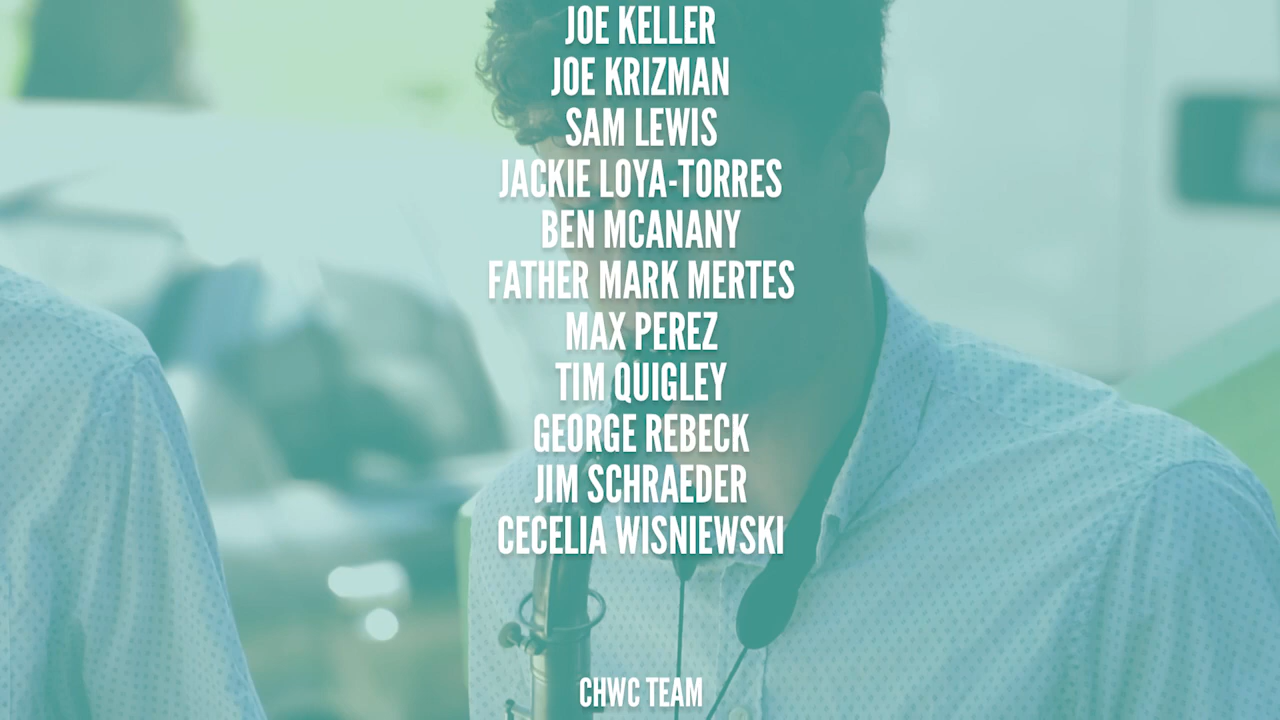 JOE KELLER
JOE KRIZMAN
SAM LEWIS
JACKIE LOYA-TORRES
BEN MCANANY
FATHER MARK MERTES
MAX PEREZ
TIM QUIGLEY
GEORGE REBECK
JIM SCHRAEDER
CECELIA WISNIEWSKI
CHWC TEAM